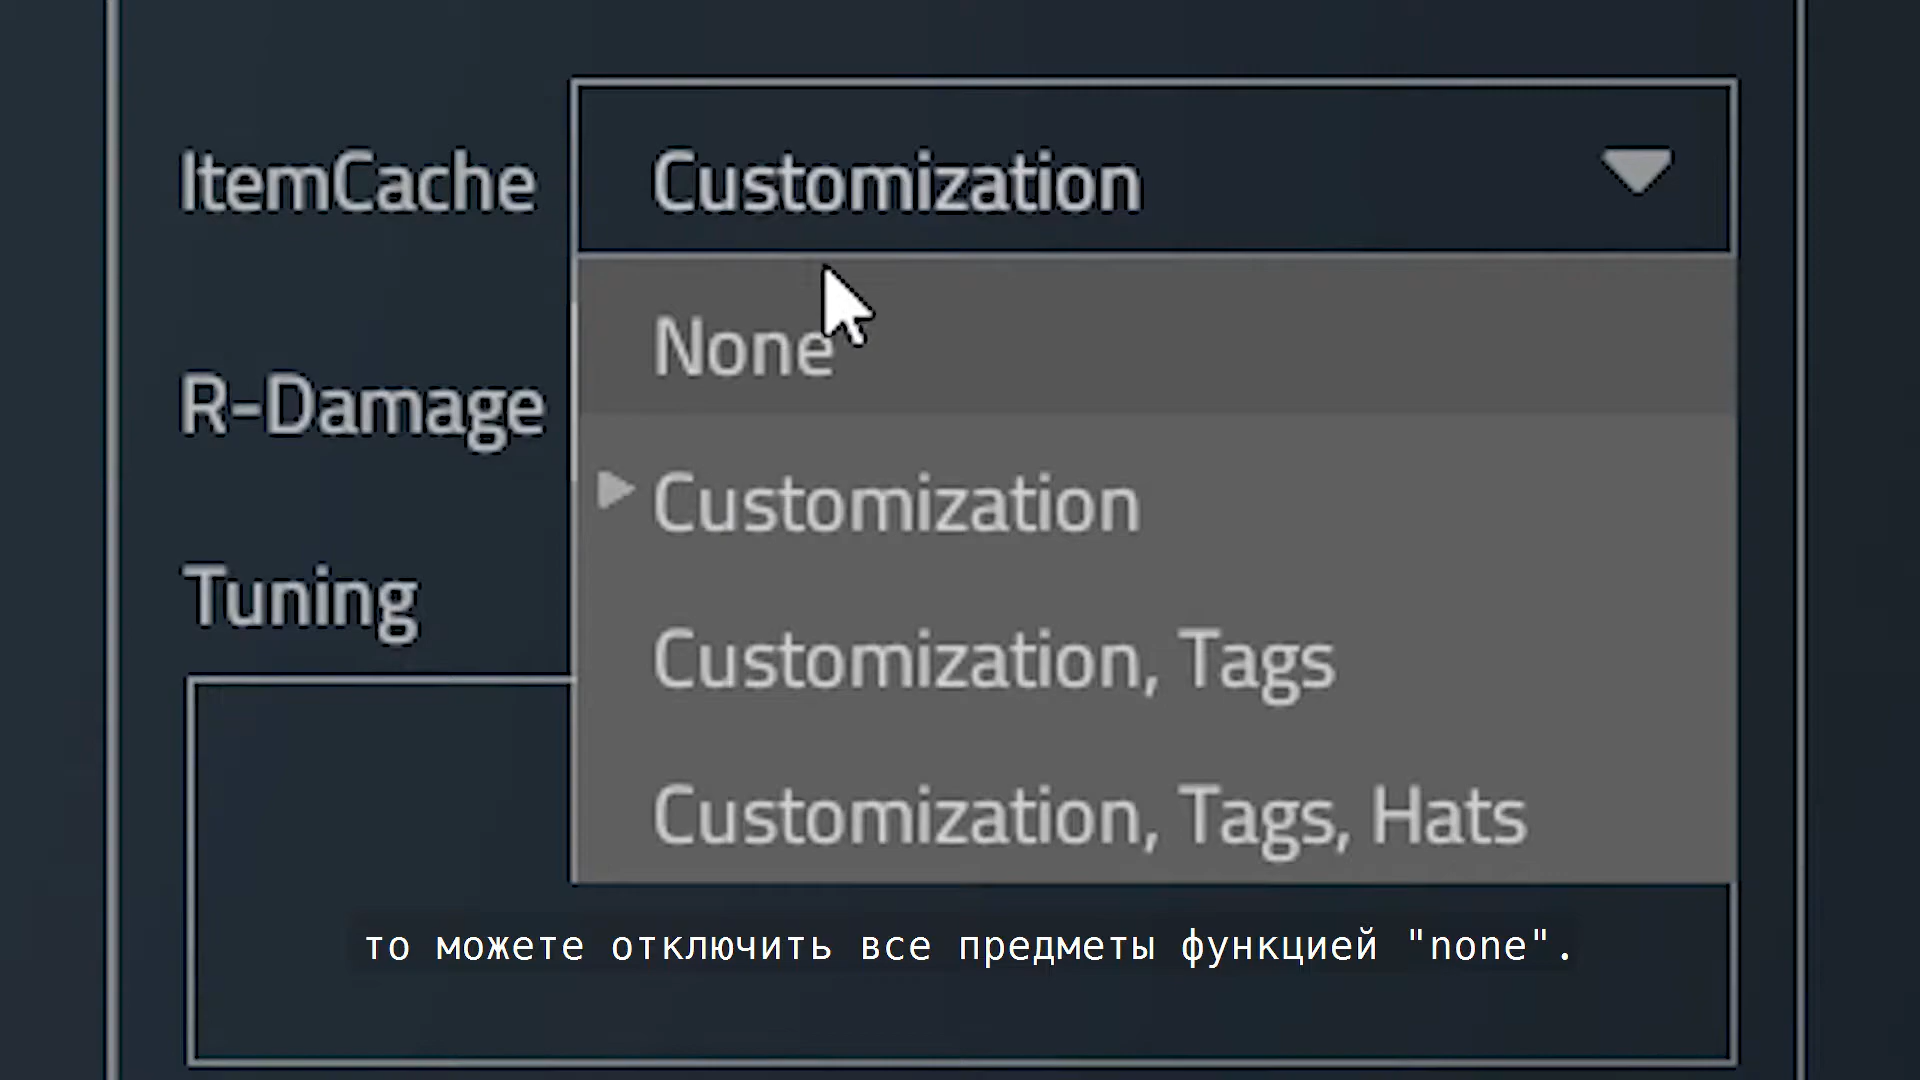 ItemCache
Customization
None
R-Damage
Customization
Tuning
Customization, Tags
Customization, Tags, Hats
то можете отключить все предметы функцией "none".